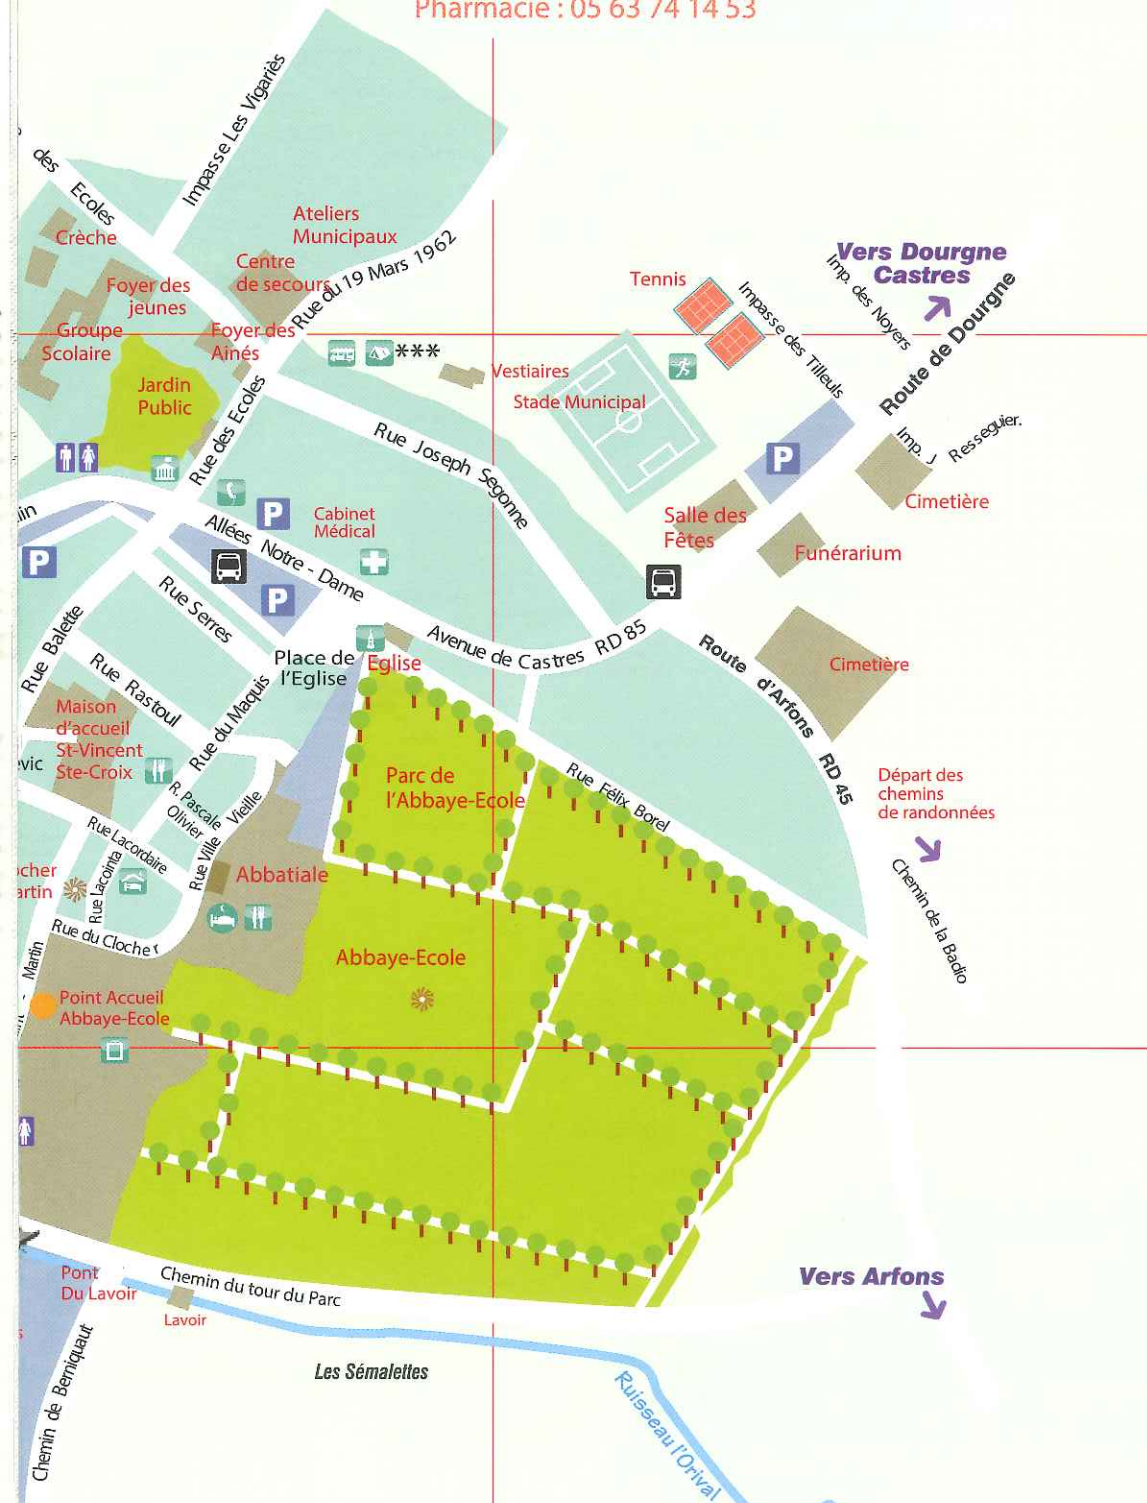 Pharmacie : 05 63 74 14 53
Impasse Les Vigariès
des Ecoles
Crèche
Ateliers
Municipaux
Centre
de secours
Rue du 19 Mars 1962
Foyer des
jeunes
Groupe
Scolaire
Foyer des
Ainés
Jardin
Public
Rue des Ecoles
***
Vestiaires
Stade Municipal
Tennis
Impasse des Tilleuls
Imp. des Noyers
Vers Dourgne
Castres
Route de Dourgne
Imp. J Resseguier.
P
Cimetière
Salle des
Fêtes
Funérarium
Cimetière
Rue Joseph Segonne
P
Cabinet
Médical
Allées Notre - Dame
P
P
Rue Serres
Rue Balette
Rue Rastoul
Place de
l'Eglise
Eglise
Avenue de Castres RD 85
Route d'Arfons RD 45
Rue du Maquis
Maison
d'accueil
St-Vincent
Ste-Croix
vic
R. Pascale
Olivier
Rue Ville Vieille
Rue Lacordaire
Rue Lacointa
ocher
artin
Rue du Clocher
Martin
Abbatiale
Parc de
l'Abbaye-Ecole
Rue Félix Borel
Départ des
chemins
de randonnées
Chemin de la Badio
Abbaye-Ecole
Point Accueil
Abbaye-Ecole
Vers Arfons
Pont
Du Lavoir
Chemin du tour du Parc
Lavoir
Chemin de Berniquaut
Les Sémalettes
Ruisseau l'Orival